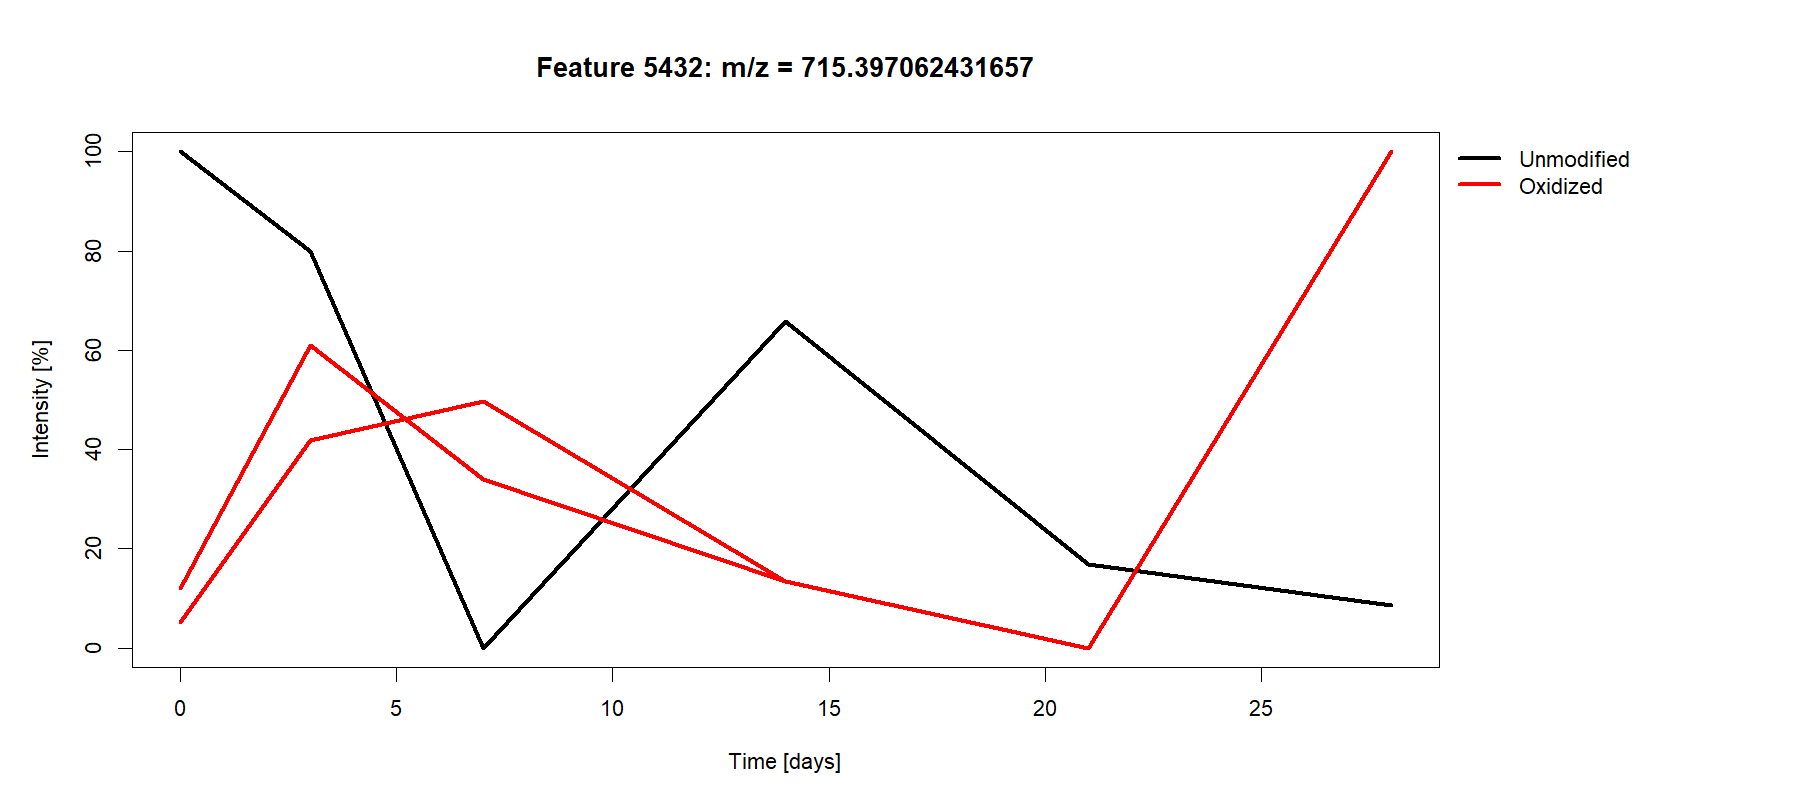 Feature 5432: m/z = 715.397062431657
Unmodified
Oxidized
Intensity [%]
100
80
60
40
20
0
0 5 10 15 20 25
Time [days]